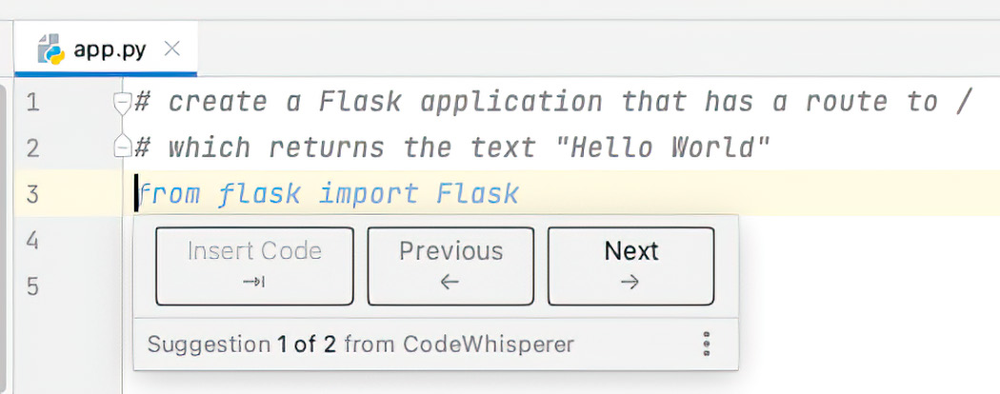 app.py
1 # create a Flask application that has a route to /
2 # which returns the text "Hello World"
3 from flask import Flask
4
5
Insert Code Previous Next
Suggestion 1 of 2 from CodeWhisperer